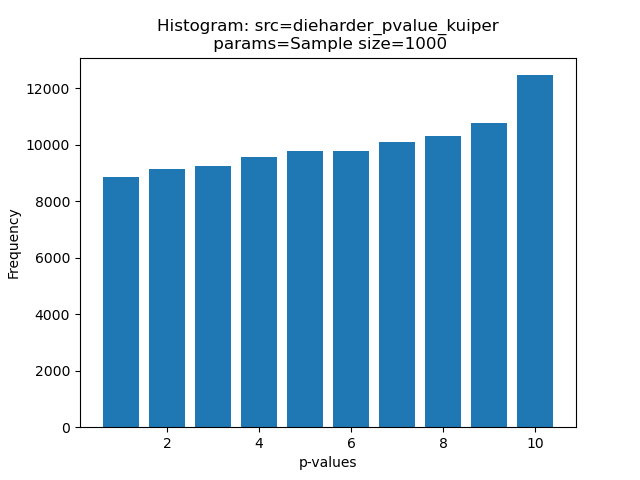 Histogram: src=dieharder_pvalue_kuiper
params=Sample size=1000
12000
10000
8000
6000
4000
2000
0
Frequency
2 4 6 8 10
p-values